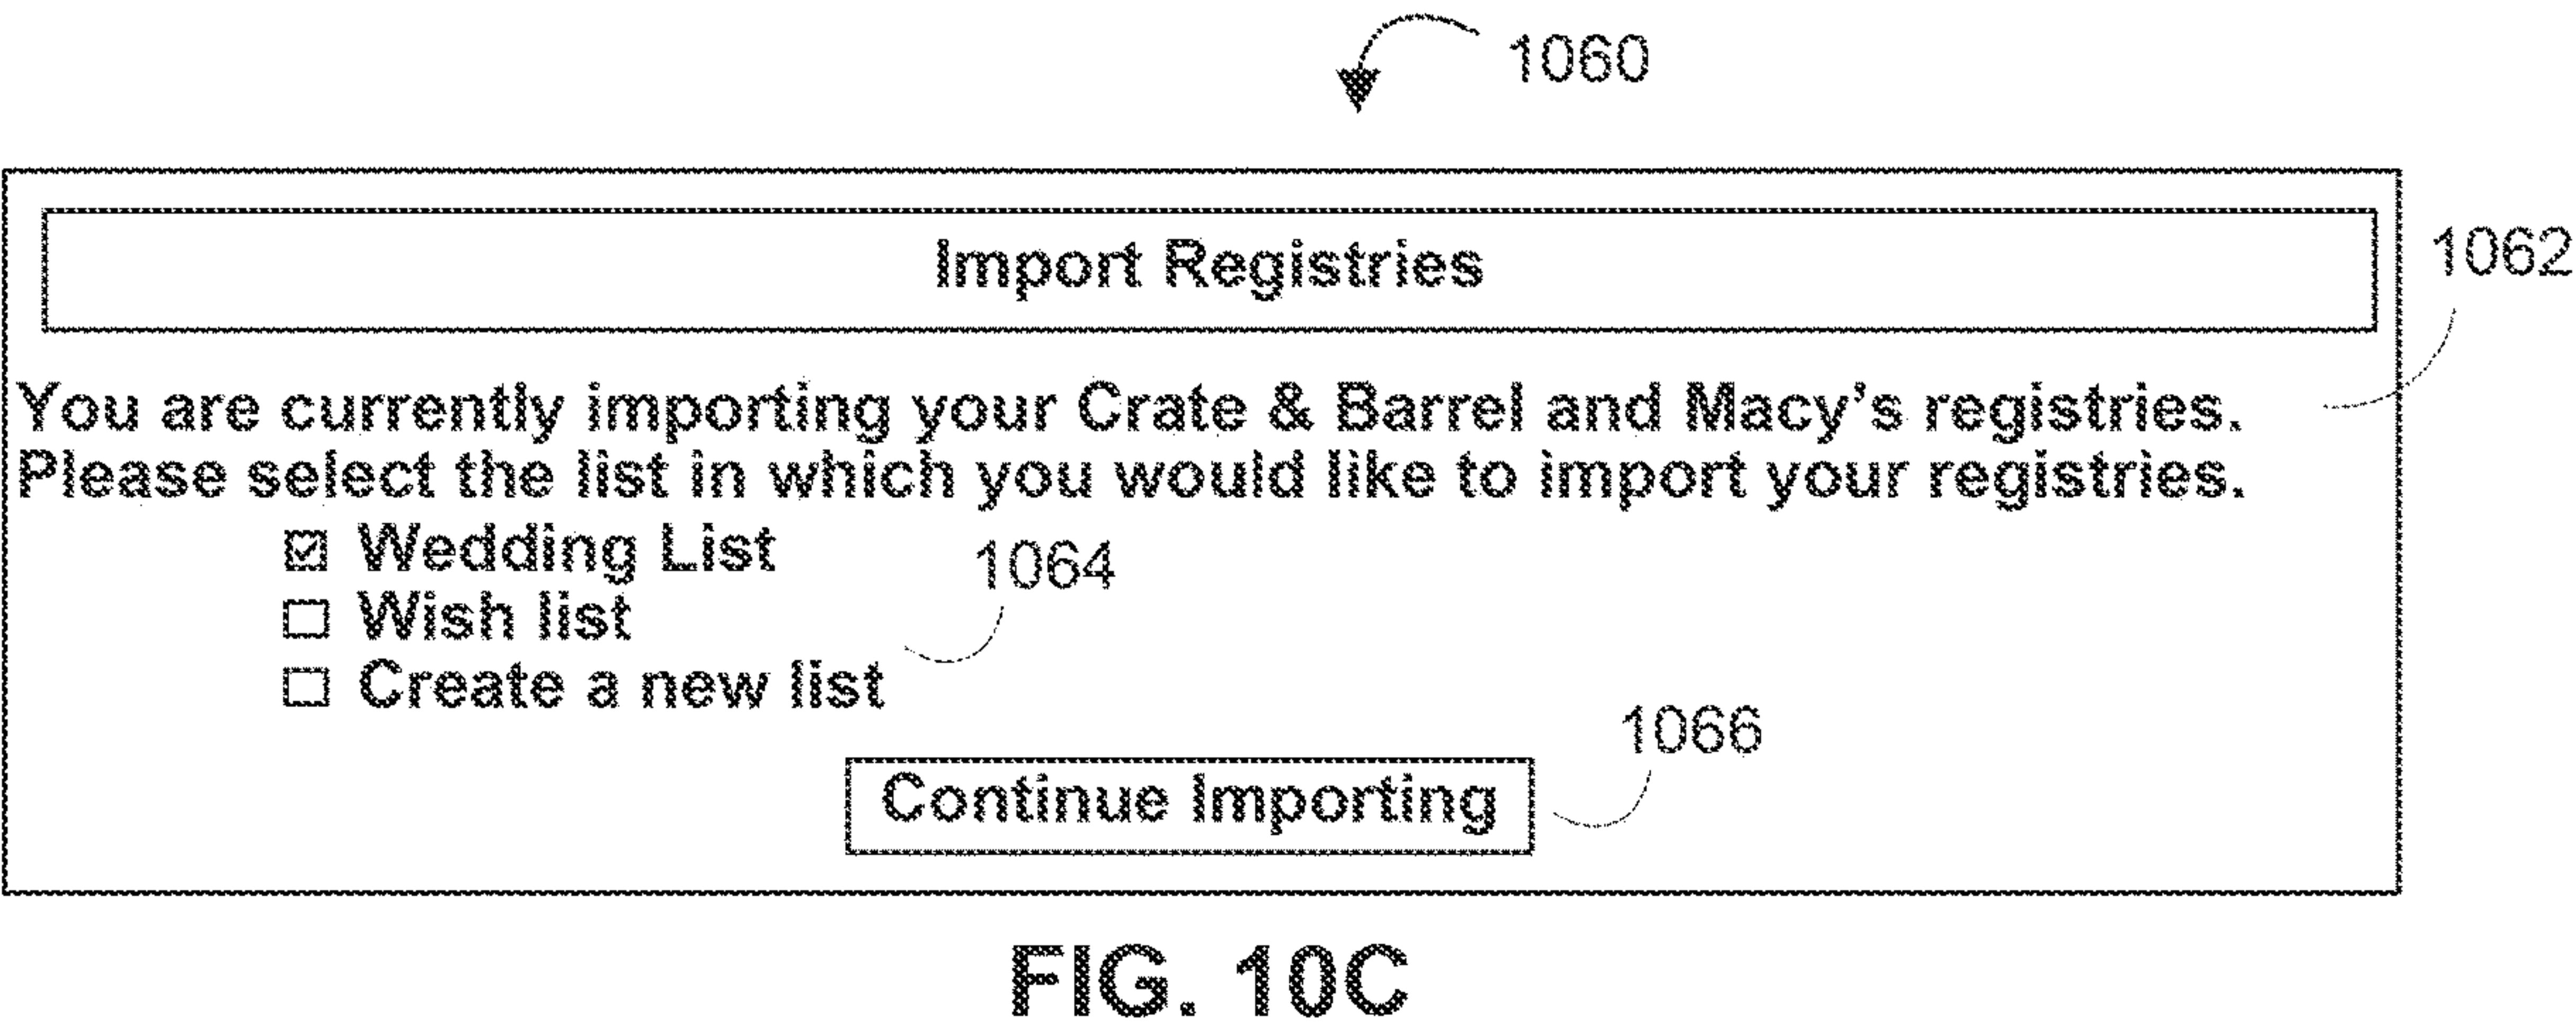 1060
Import Registries
1062
You are currently importing your Crate & Barrel and Macy's registries.
Please select the list in which you would like to import your registries.
Wedding List
1064
Wish list
Create a new list
1066
Continue Importing
FIG. 10C